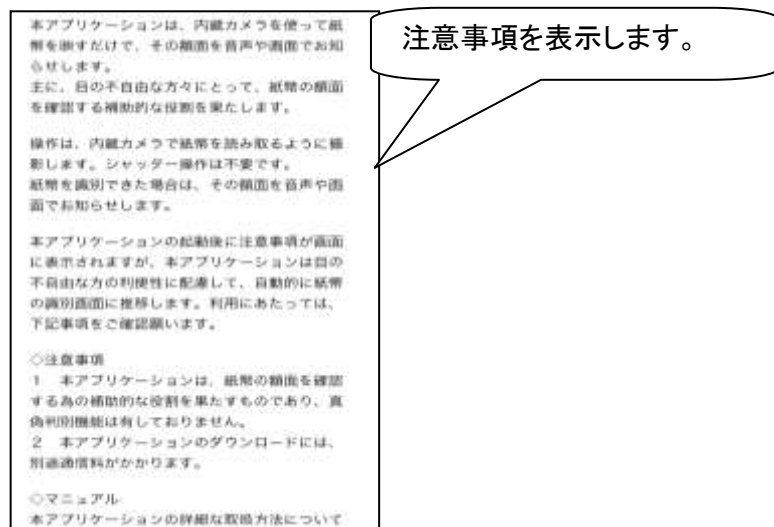 本アプリケーションは、内蔵カメラを使って紙
幣を映すだけで、その額面を音声や画面でお知
らせします。
主に、目の不自由な方々にとって、紙幣の額面
を確認する補助的な役割を果たします。
操作は、内蔵カメラで紙幣を読み取るように撮
影します。シャッター操作は不要です。
紙幣を識別できた場合は、その額面を音声や画
面でお知らせします。
本アプリケーションの起動後に注意事項が画面
に表示されますが、本アプリケーションは目の
不自由な方の利便性に配慮して、自動的に紙幣
の識別画面に推移します。利用にあたっては、
下記事項をご確認願います。
◇注意事項
1 本アプリケーションは、紙幣の額面を確認
する為の補助的な役割を果たすものであり、真
偽判別機能は有しておりません。
2 本アプリケーションのダウンロードには、
別途通信料がかかります。
◇マニュアル
本アプリケーションの詳細な取扱方法について
注意事項を表示します。